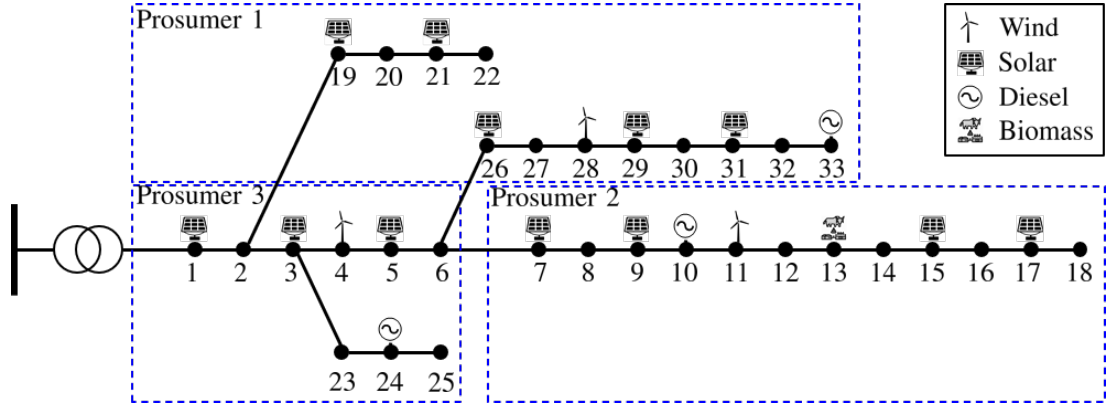 Prosumer 1
19 20 21 22
26 27 28 29 30 31 32 33
Wind
Solar
Diesel
Biomass
Prosumer 3
Prosumer 2
1 2 3 4 5 6 7 8 9 10 11 12 13 14 15 16 17 18
23 24 25